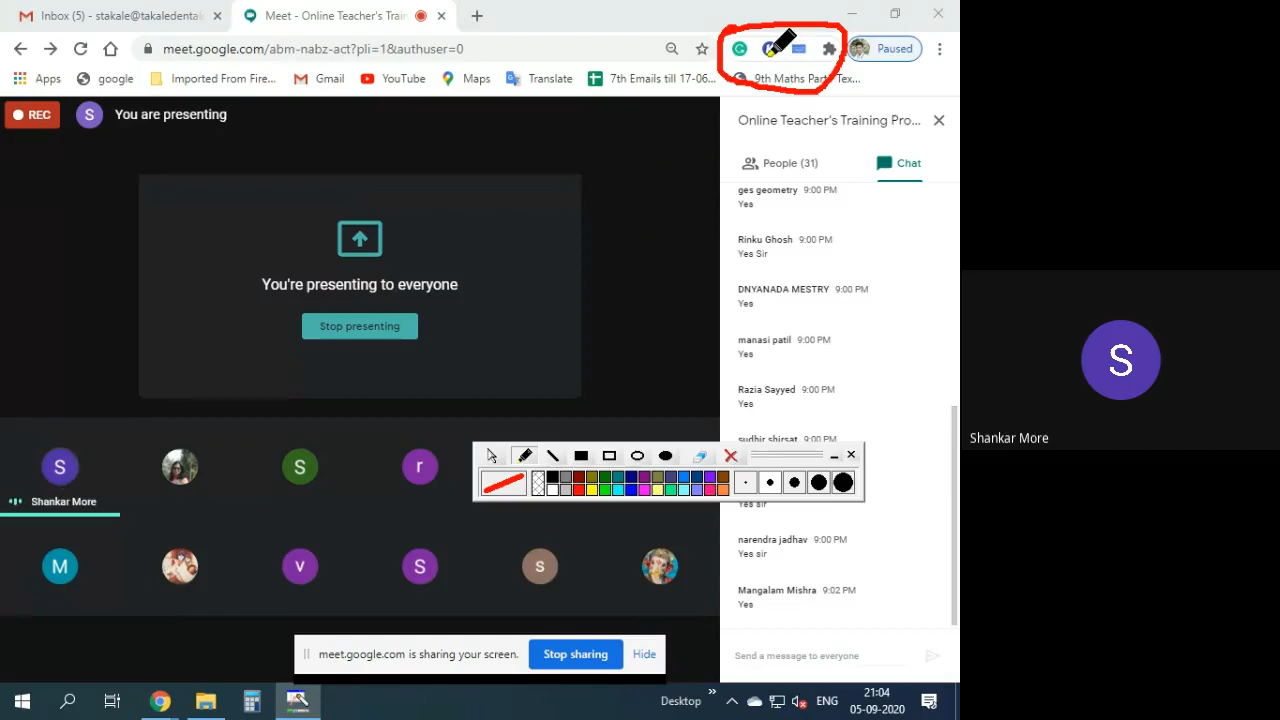 Inbox (5) - stakale@takaledental
Meet - Online Teacher's Traini
meet.google.com/abm-nabz-act?pli=1&authuser=0
Paused
Apps
google
Imported From Fire...
Gmail
YouTube
Maps
Translate
7th Emails till 17-06...
9th Maths Part
Tex...
REC
S
You are presenting
Online Teacher's Training Pro...
People (31)
Chat
ges geometry 9:00 PM
Yes
Rinku Ghosh 9:00 PM
Yes Sir
DNYANADA MESTRY 9:00 PM
Yes
manasi patil 9:00 PM
Yes
Razia Sayyed 9:00 PM
Yes
sudhir shirsat 9:00 PM
Yes sir
narendra jadhav 9:00 PM
Yes sir
Mangalam Mishra 9:02 PM
Yes
Send a message to everyone
You're presenting to everyone
Stop presenting
S
S
r
Shankar More
M
v
S
s
meet.google.com is sharing your screen.
Stop sharing
Hide
S
Shankar More
Desktop
ENG
21:04
05-09-2020